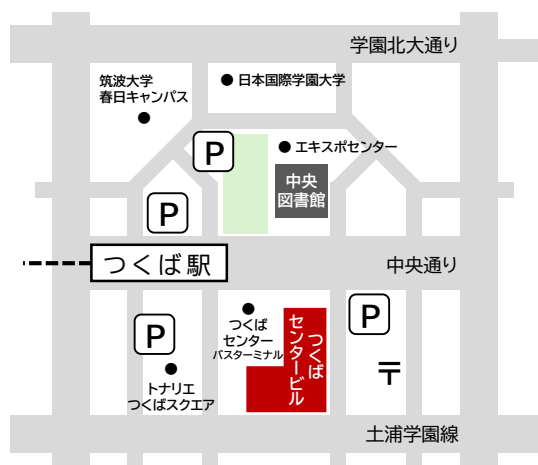 学園北大通り
筑波大学
春日キャンパス
日本国際学園大学
P
エキスポセンター
中央
図書館
P
つくば駅
中央通り
P
つくば
センター
バスターミナル
つくば
センタービル
P
〒
トナリエ
つくばスクエア
土浦学園線